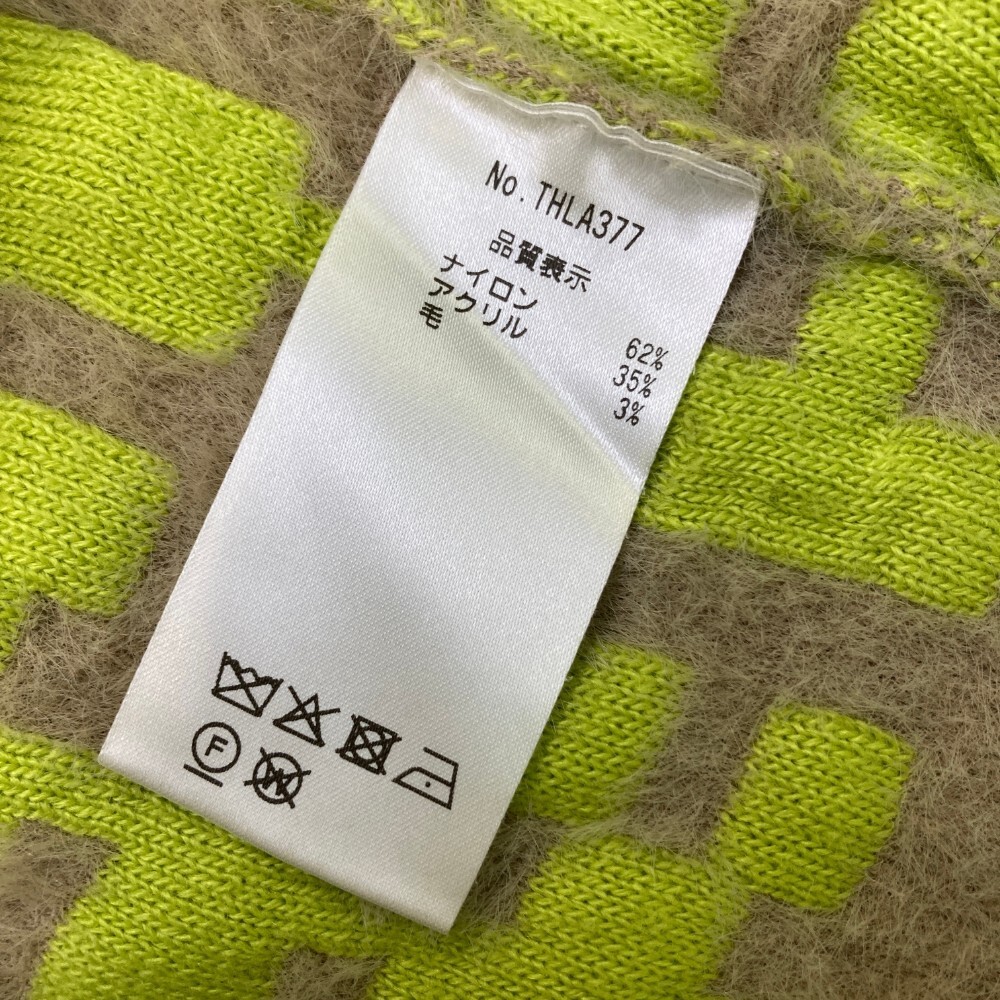 No.THLA377
品質表示
ナイロン 62%
アクリル 35%
毛 3%
F
W